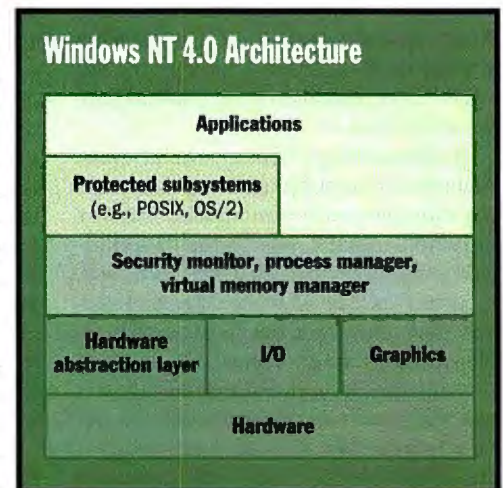 Windows NT 4.0 Architecture
Applications
Protected subsystems
(e.g., POSIX, OS/2)
Security monitor, process manager,
virtual memory manager
Hardware
abstraction layer
I/O
Graphics
Hardware